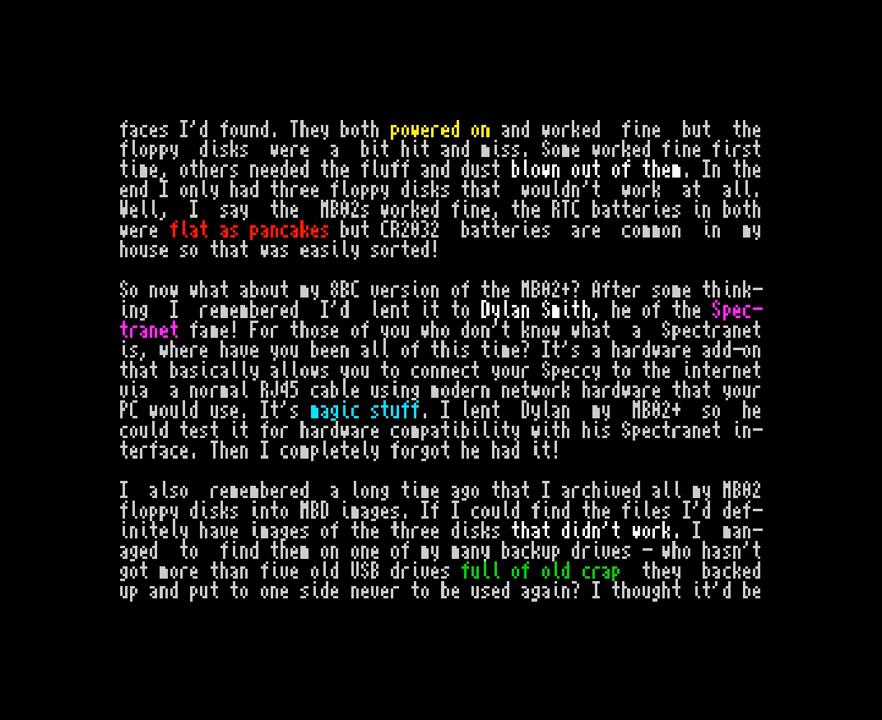 faces I'd found. They both powered on and worked fine but the
floppy disks were a bit hit and miss. Some worked fine first
time, others needed the fluff and dust blown out of them. In the
end I only had three floppy disks that wouldn't work at all.
Well, I say the MB02s worked fine, the RTC batteries in both
were flat as pancakes but CR2032 batteries are common in my
house so that was easily sorted!
So now what about my 8BC version of the MB02+? After some think-
ing I remembered I'd lent it to Dylan Smith, he of the Spec-
tranet fame! For those of you who don't know what a Spectranet
is, where have you been all of this time? It's a hardware add-on
that basically allows you to connect your Speccy to the internet
via a normal RJ45 cable using modern network hardware that your
PC would use. It's magic stuff. I lent Dylan my MB02+ so he
could test it for hardware compatibility with his Spectranet in-
terface. Then I completely forgot he had it!
I also remembered a long time ago that I archived all my MB02
floppy disks into MBD images. If I could find the files I'd def-
initely have images of the three disks that didn't work. I man-
aged to find them on one of my many backup drives - who hasn't
got more than five old USB drives full of old crap they backed
up and put to one side never to be used again? I thought it'd be